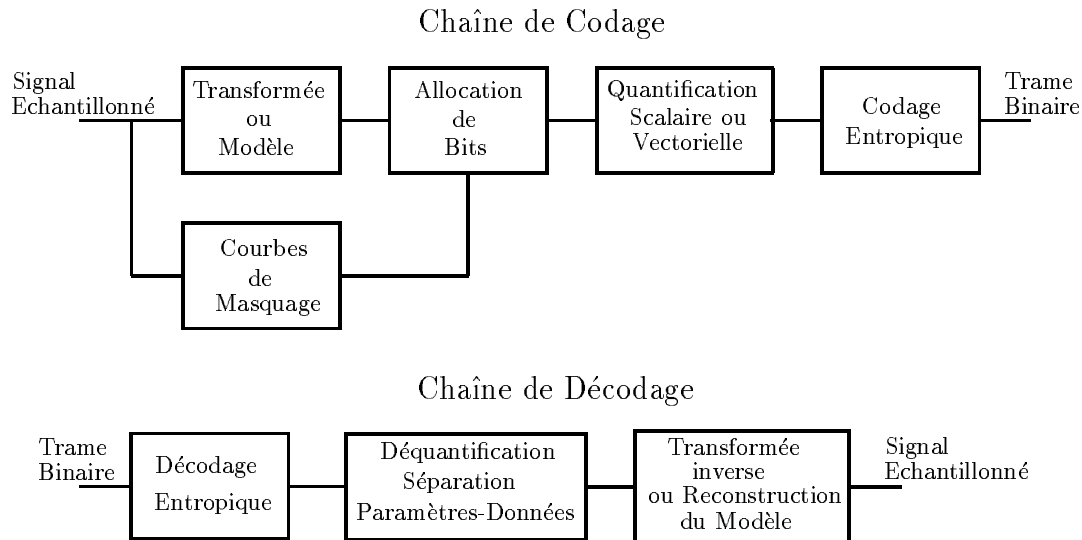 Chaîne de Codage
Signal
Echantillonné
Transformée
ou
Modèle
Allocation
de
Bits
Quantification
Scalaire ou
Vectorielle
Codage
Entropique
Trame
Binaire
Courbes
de
Masquage
Chaîne de Décodage
Trame
Binaire
Décodage
Entropique
Déquantification
Séparation
Paramètres-Données
Transformée
inverse
ou Reconstruction
du Modèle
Signal
Echantillonné